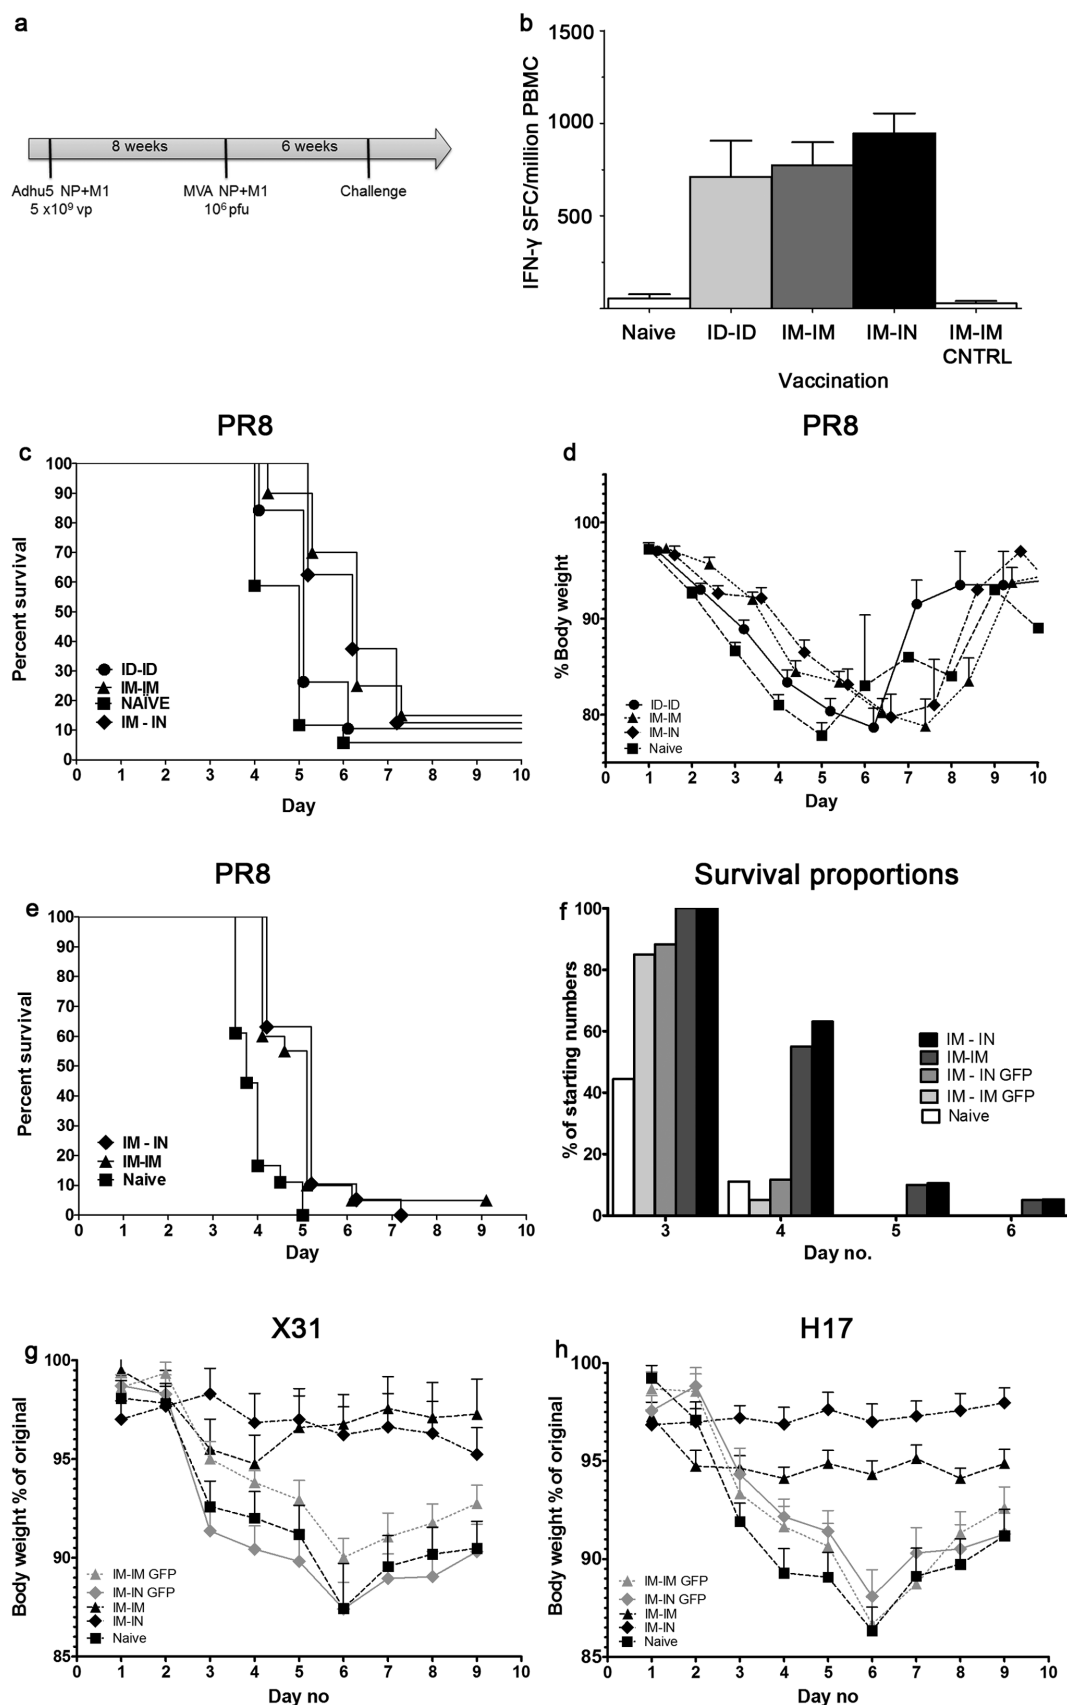 a
8 weeks
6 weeks
Adhu5 NP+M1
5 x10⁹ vp
MVA NP+M1
10⁶ pfu
Challenge
b
IFN-γ SFC/million PBMC
1500
1000
500
Naive
ID-ID
IM-IM
IM-IN
IM-IM
CNTRL
Vaccination
PR8
c
Percent survival
100
90
80
70
60
50
40
30
20
10
0
ID-ID
IM-IM
NAÏVE
IM - IN
0 1 2 3 4 5 6 7 8 9 10
Day
PR8
d
% Body weight
100
90
80
ID-ID
IM-IM
IM-IN
Naive
0 1 2 3 4 5 6 7 8 9 10
Day
PR8
e
Percent survival
100
90
80
70
60
50
40
30
20
10
0
IM - IN
IM-IM
Naive
0 1 2 3 4 5 6 7 8 9 10
Day
Survival proportions
f
% of starting numbers
100
80
60
40
20
0
IM - IN
IM-IM
IM - IN GFP
IM - IM GFP
Naive
3 4 5 6
Day no.
X31
g
Body weight % of original
100
95
90
85
IM-IM GFP
IM-IN GFP
IM-IM
IM-IN
Naive
0 1 2 3 4 5 6 7 8 9 10
Day no
H17
h
Body weight % of original
100
95
90
85
IM-IM GFP
IM-IN GFP
IM-IM
IM-IN
Naive
0 1 2 3 4 5 6 7 8 9 10
Day no